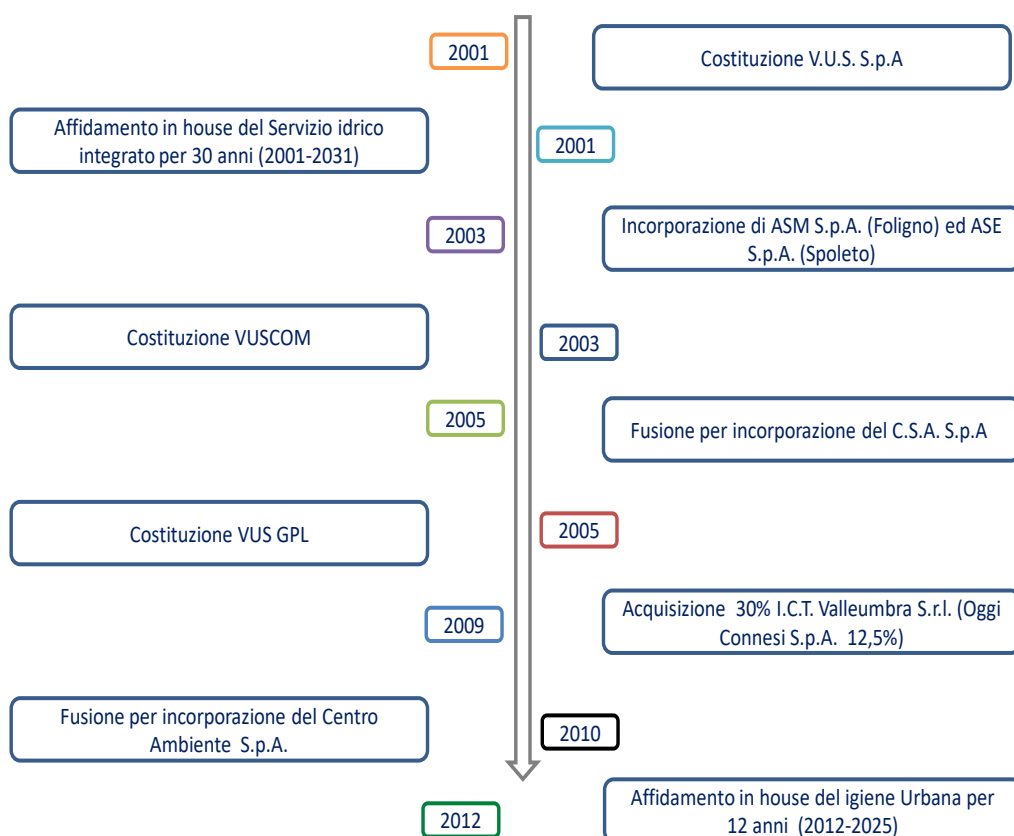 2001
Costituzione V.U.S. S.p.A
Affidamento in house del Servizio idrico
integrato per 30 anni (2001-2031)
2001
2003
Incorporazione di ASM S.p.A. (Foligno) ed ASE
S.p.A. (Spoleto)
Costituzione VUSCOM
2003
2005
Fusione per incorporazione del C.S.A. S.p.A
Costituzione VUS GPL
2005
2009
Acquisizione 30% I.C.T. Valleumbra S.r.l. (Oggi
Connesi S.p.A. 12,5%)
Fusione per incorporazione del Centro
Ambiente S.p.A.
2010
2012
Affidamento in house del igiene Urbana per
12 anni (2012-2025)